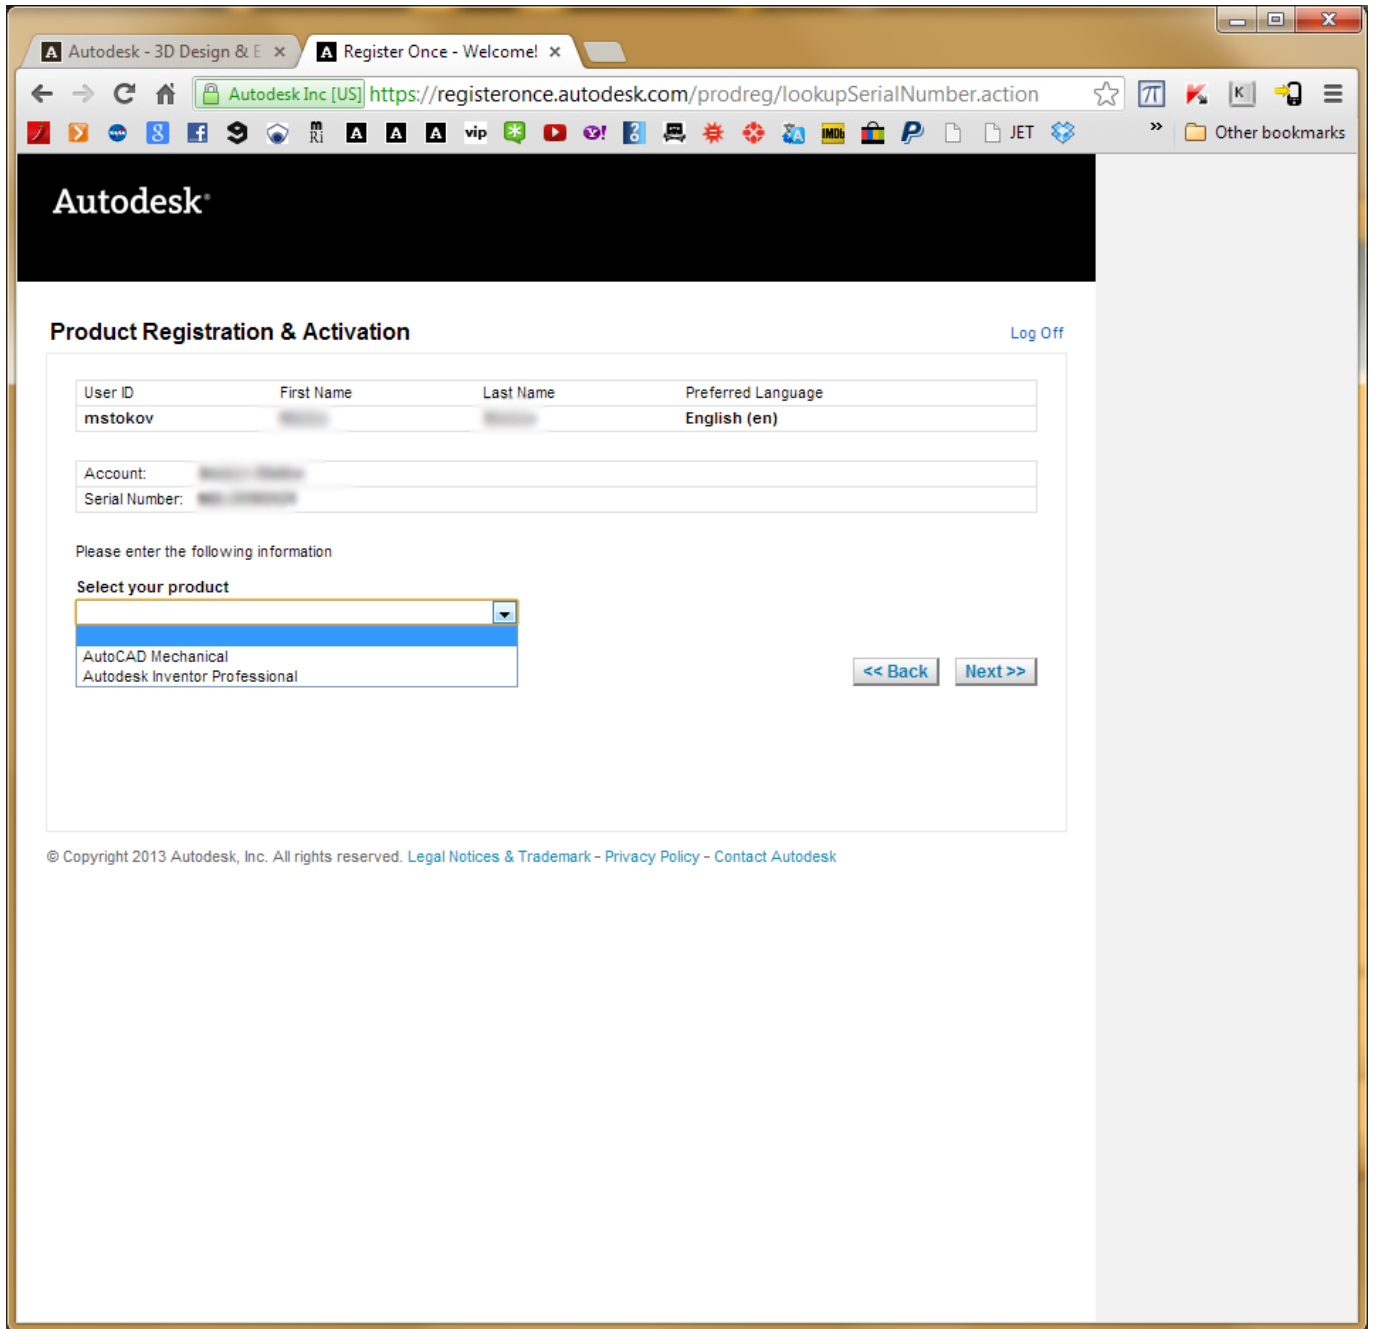 Autodesk - 3D Design & E
Register Once - Welcome!
Autodesk Inc [US] https://registeronce.autodesk.com/prodreg/lookupSerialNumber.action
vip IMDb JET » Other bookmarks
Autodesk
Product Registration & Activation
Log Off
User ID First Name Last Name Preferred Language
mstokov English (en)
Account:
Serial Number:
Please enter the following information
Select your product
AutoCAD Mechanical
Autodesk Inventor Professional
<< Back Next >>
© Copyright 2013 Autodesk, Inc. All rights reserved. Legal Notices & Trademark - Privacy Policy - Contact Autodesk